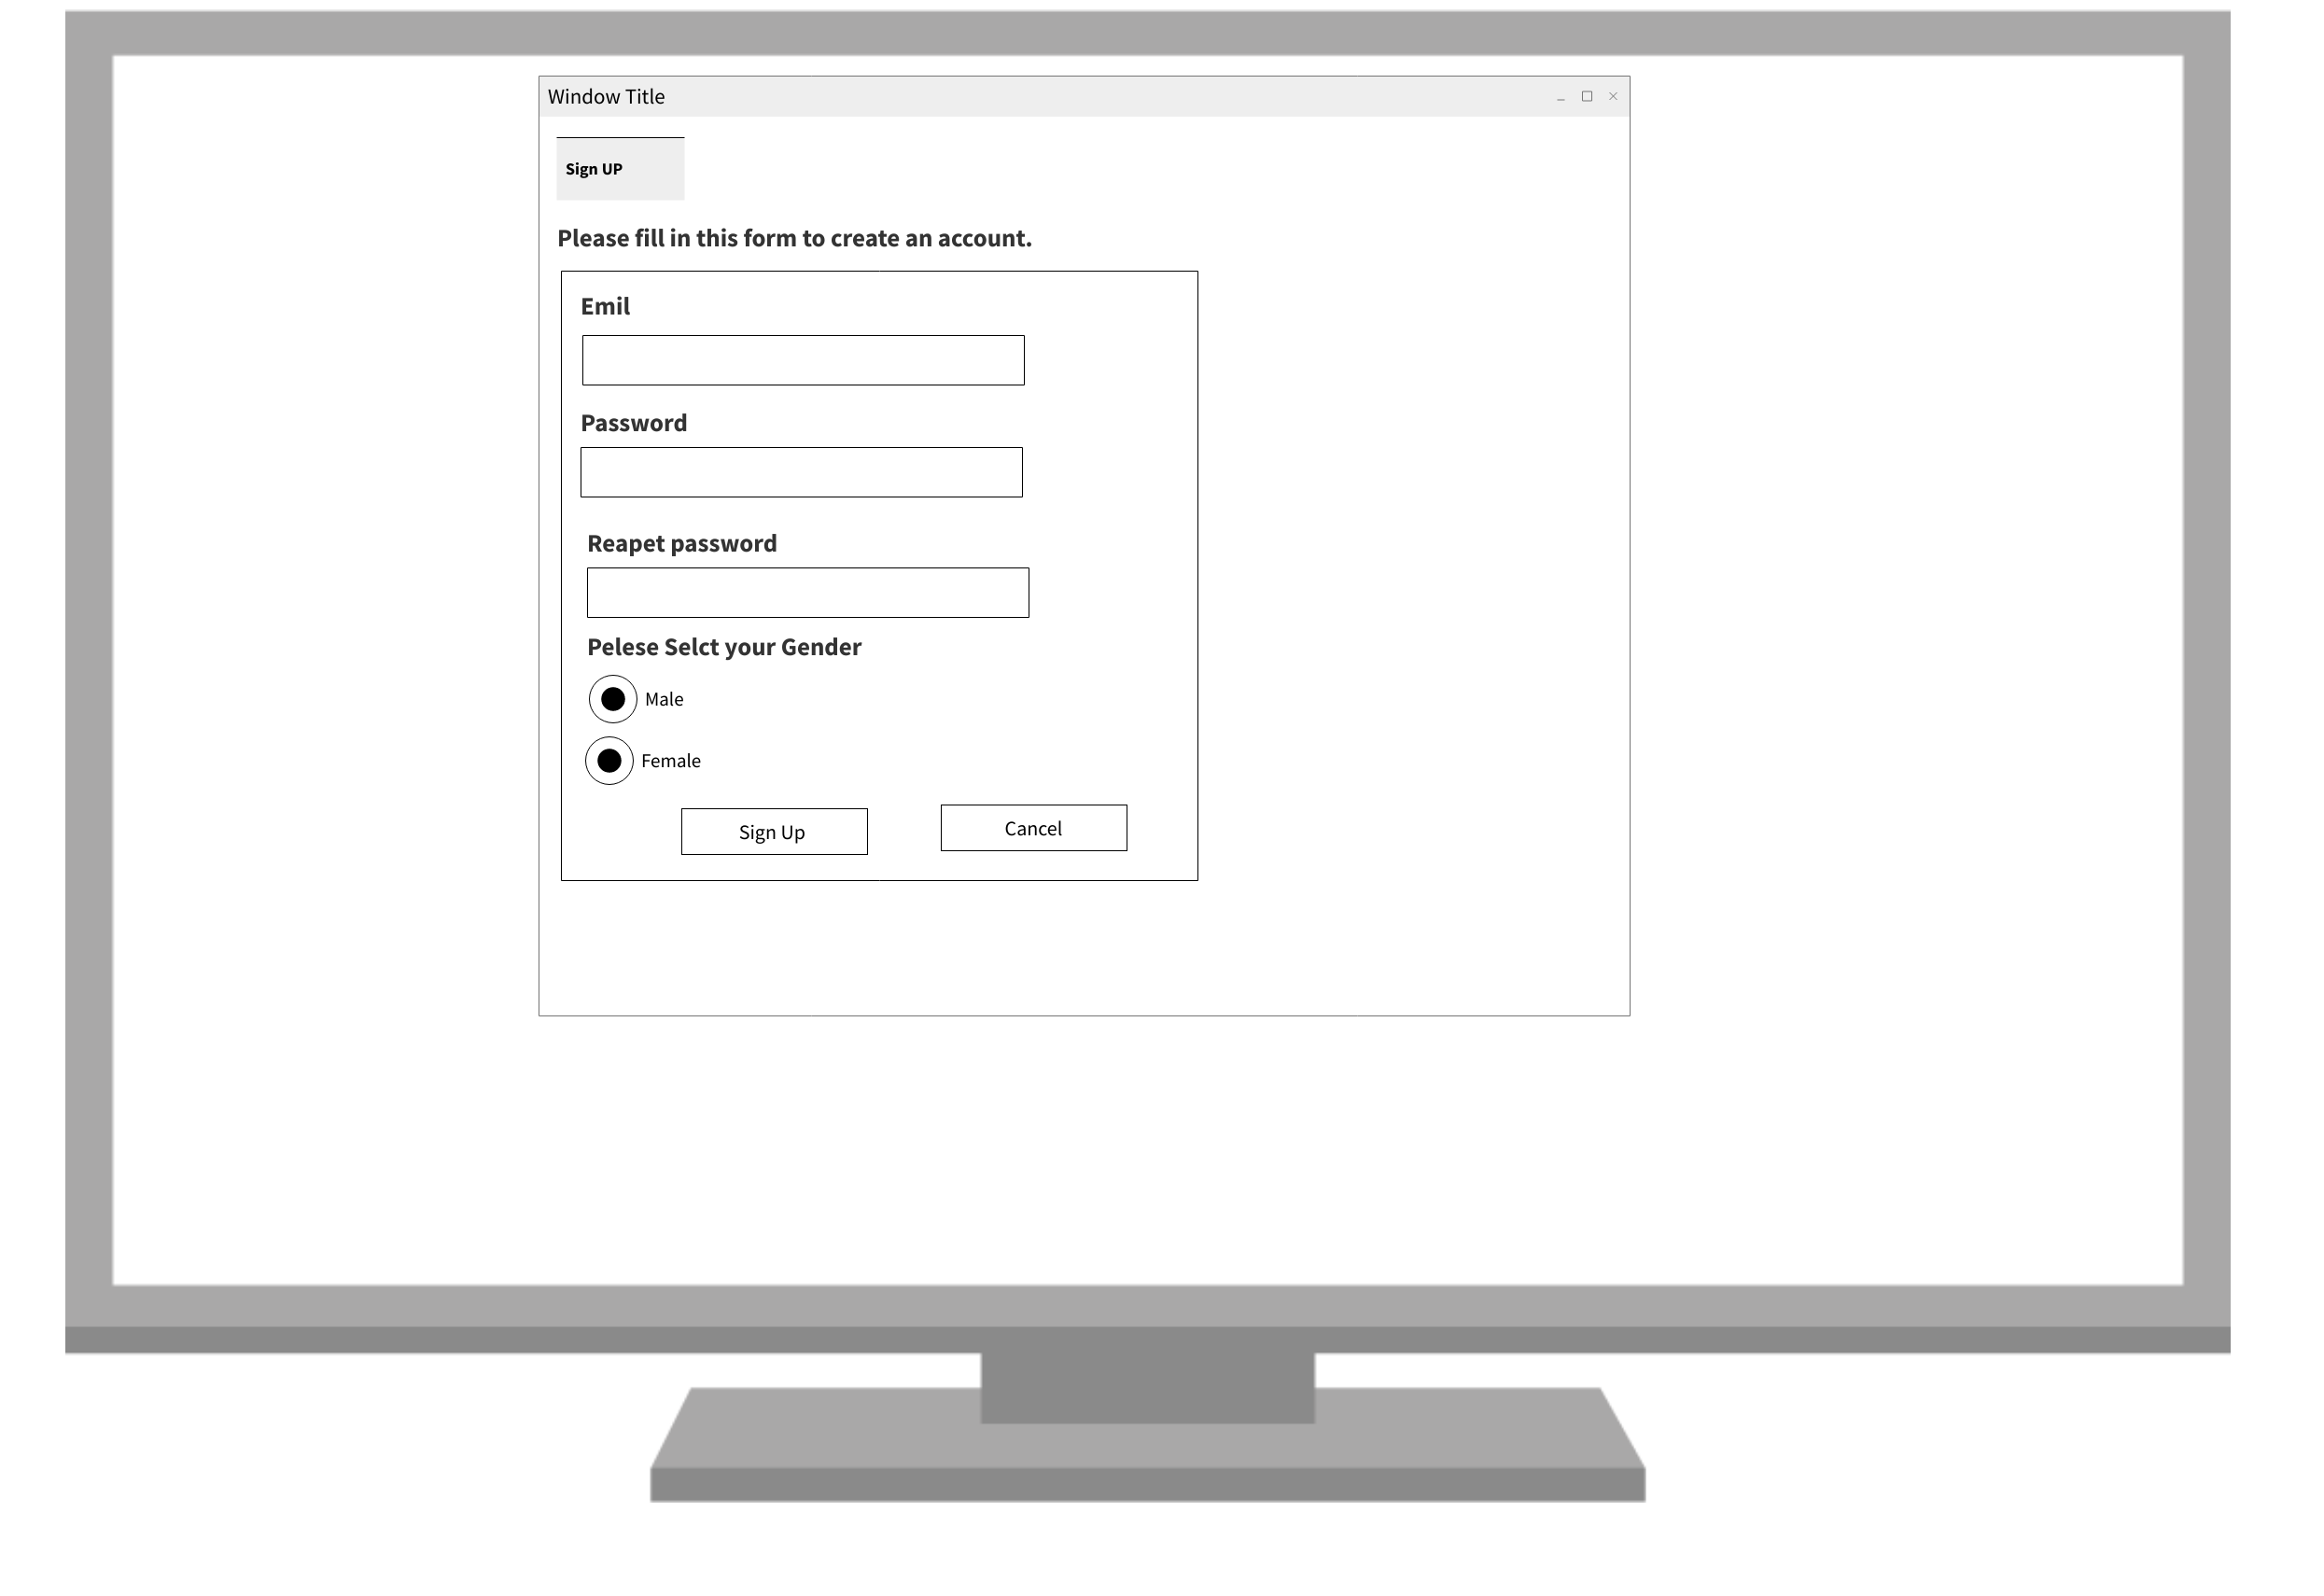 Window Title
Sign UP
Please fill in this form to create an account.
Emil
Password
Reapet password
Pelese Selct your Gender
Male
Female
Sign Up
Cancel